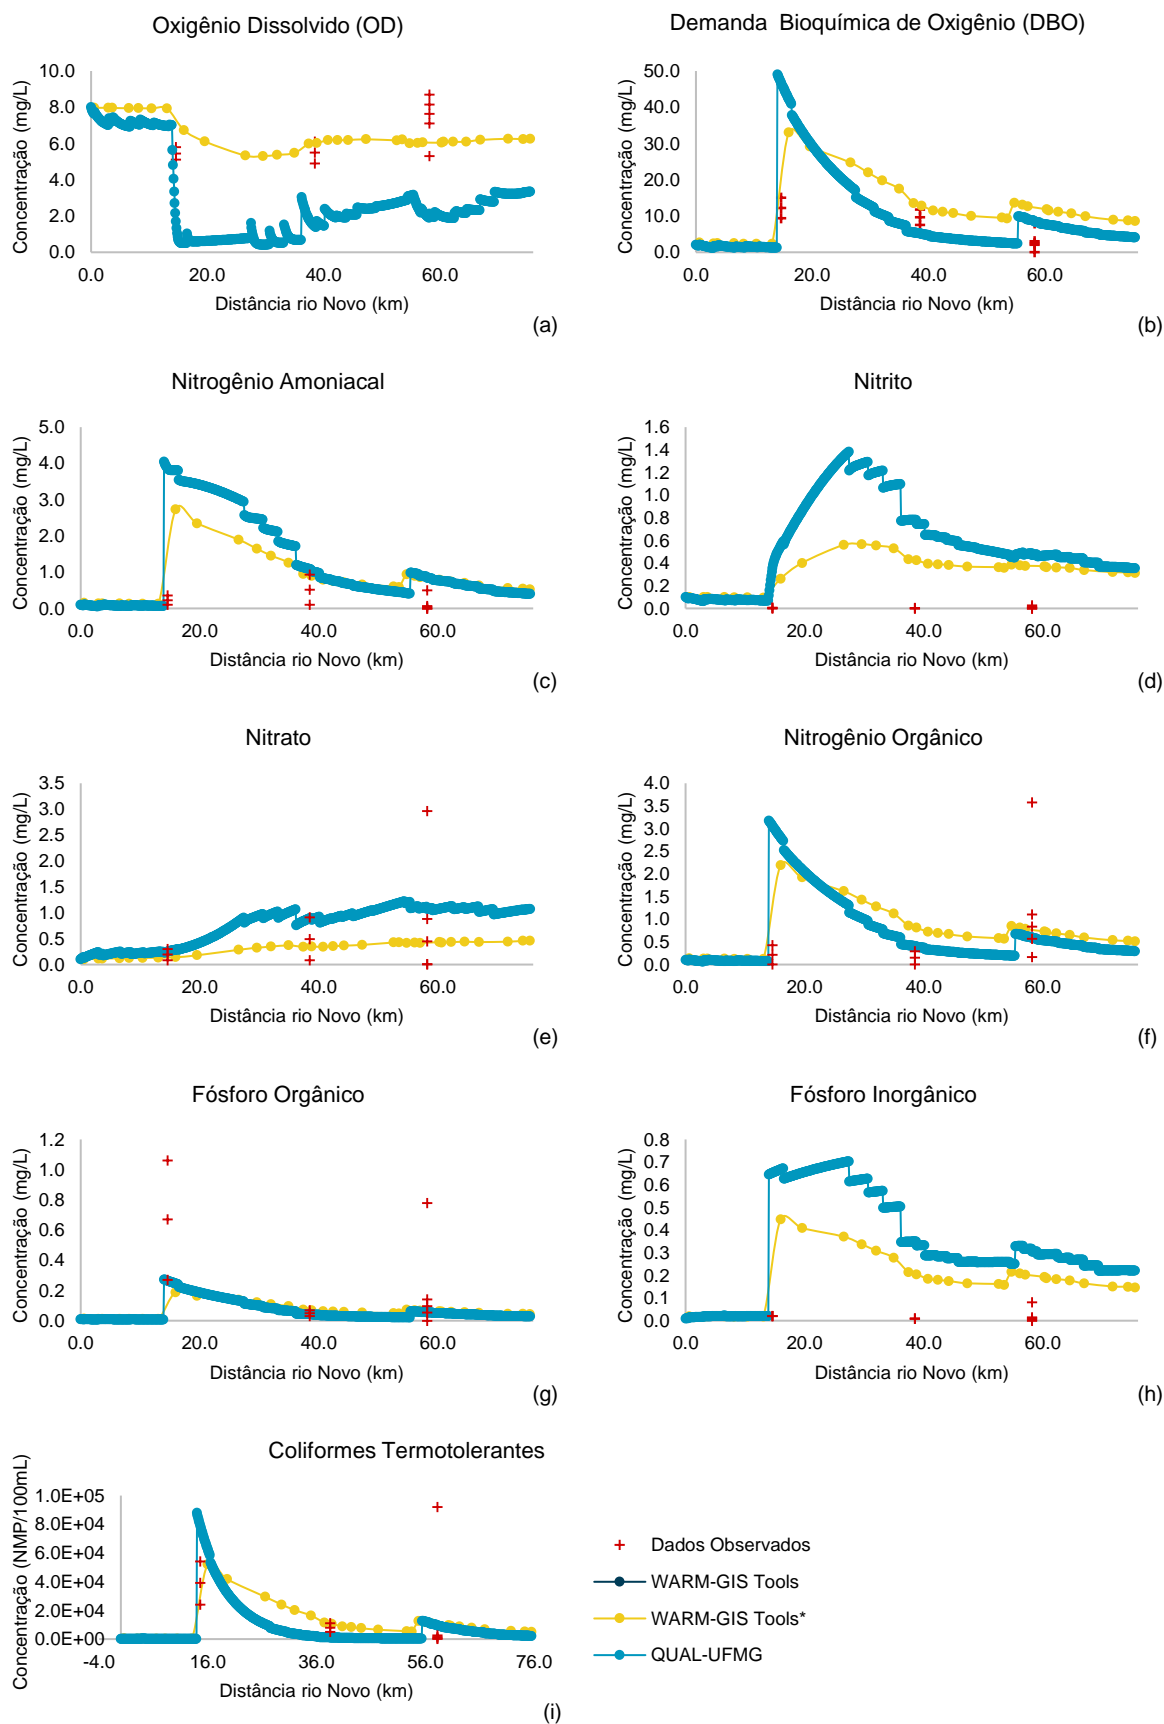 Oxigênio Dissolvido (OD)
Concentração (mg/L)
10.0
8.0
6.0
4.0
2.0
0.0
0.0 20.0 40.0 60.0
Distância rio Novo (km)
(a)
Demanda Bioquímica de Oxigênio (DBO)
Concentração (mg/L)
50.0
40.0
30.0
20.0
10.0
0.0
0.0 20.0 40.0 60.0
Distância rio Novo (km)
(b)
Nitrogênio Amoniacal
Concentração (mg/L)
5.0
4.0
3.0
2.0
1.0
0.0
0.0 20.0 40.0 60.0
Distância rio Novo (km)
(c)
Nitrito
Concentração (mg/L)
1.6
1.4
1.2
1.0
0.8
0.6
0.4
0.2
0.0
0.0 20.0 40.0 60.0
Distância rio Novo (km)
(d)
Nitrato
Concentração (mg/L)
3.5
3.0
2.5
2.0
1.5
1.0
0.5
0.0
0.0 20.0 40.0 60.0
Distância rio Novo (km)
(e)
Nitrogênio Orgânico
Concentração (mg/L)
4.0
3.5
3.0
2.5
2.0
1.5
1.0
0.5
0.0
0.0 20.0 40.0 60.0
Distância rio Novo (km)
(f)
Fósforo Orgânico
Concentração (mg/L)
1.2
1.0
0.8
0.6
0.4
0.2
0.0
0.0 20.0 40.0 60.0
Distância rio Novo (km)
(g)
Fósforo Inorgânico
Concentração (mg/L)
0.8
0.7
0.6
0.5
0.4
0.3
0.2
0.1
0.0
0.0 20.0 40.0 60.0
Distância rio Novo (km)
(h)
Coliformes Termotolerantes
Concentração (NMP/100mL)
1.0E+05
8.0E+04
6.0E+04
4.0E+04
2.0E+04
0.0E+00
-4.0 16.0 36.0 56.0 76.0
Distância rio Novo (km)
(i)
Dados Observados
WARM-GIS Tools
WARM-GIS Tools*
QUAL-UFMG